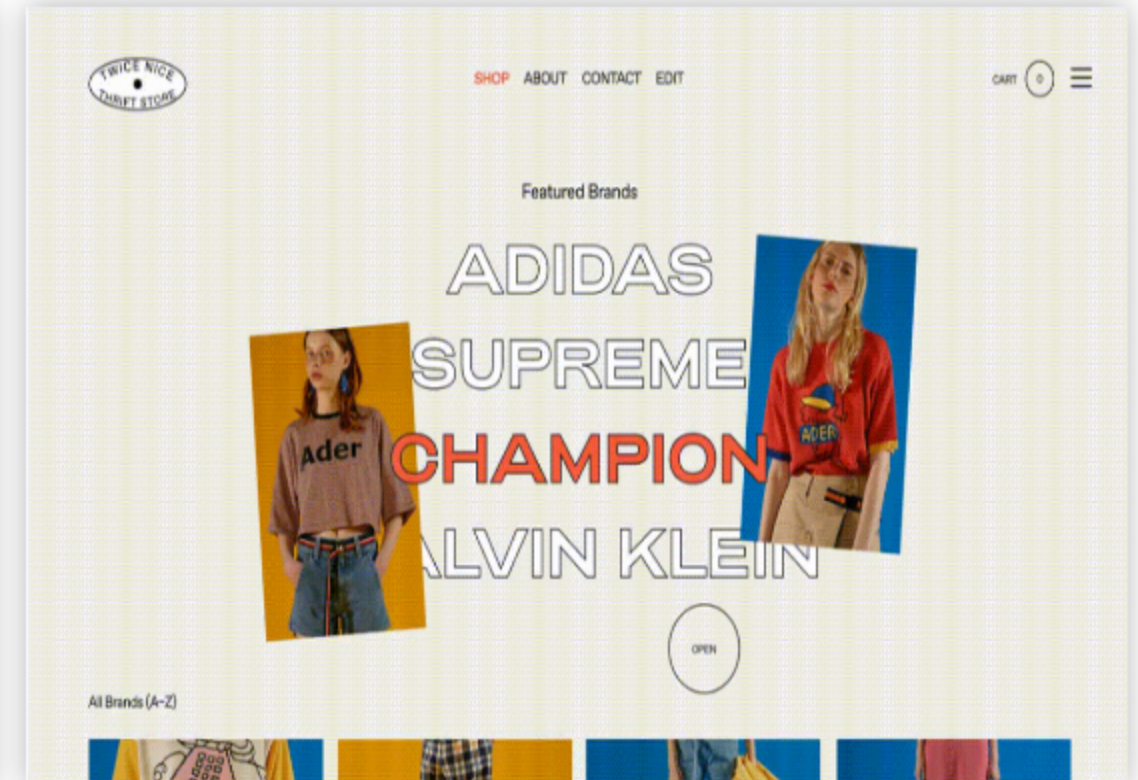 TWICE NICE
THRIFT STORE
SHOP ABOUT CONTACT EDIT
CART 0
Featured Brands
ADIDAS
SUPREME
CHAMPION
ALVIN KLEIN
Ader
ADER
OPEN
All Brands (A-Z)